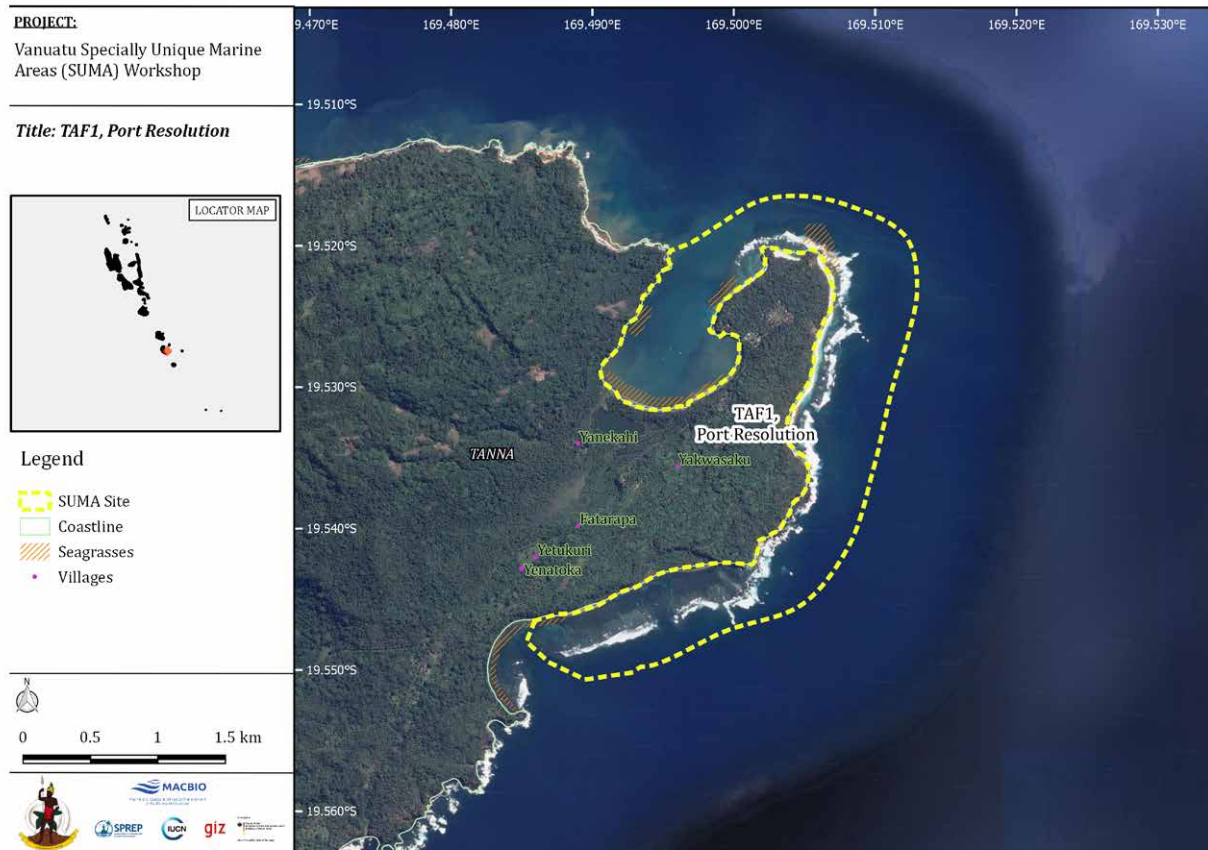 PROJECT:
Vanuatu Specially Unique Marine
Areas (SUMA) Workshop
Title: TAF1, Port Resolution
LOCATOR MAP
Legend
SUMA Site
Coastline
Seagrasses
Villages
N
0 0.5 1 1.5 km
MACBIO
SPREP
IUCN
giz
9.470°E 169.480°E 169.490°E 169.500°E 169.510°E 169.520°E 169.530°E
19.510°S
19.520°S
19.530°S
19.540°S
19.550°S
19.560°S
TAF1,
Port Resolution
Yanekahi
TANNA
Yakwasaku
Fatarapa
Yetukuri
Yenatoka